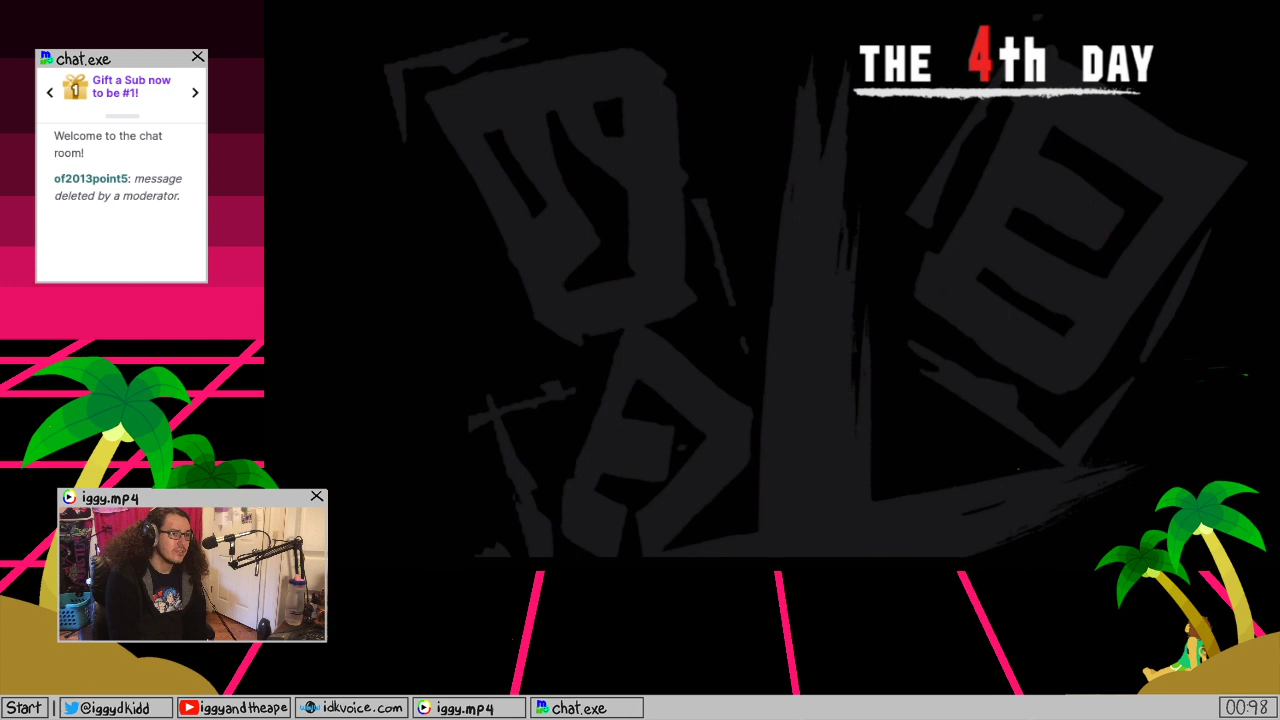 chat.exe
Gift a Sub now
to be #1!
1
Welcome to the chat
room!
of2013point5: message
deleted by a moderator.
THE 4th DAY
iggy.mp4
Start | @iggydkidd iggyandtheape idkvoice.com iggy.mp4 chat.exe 00:98